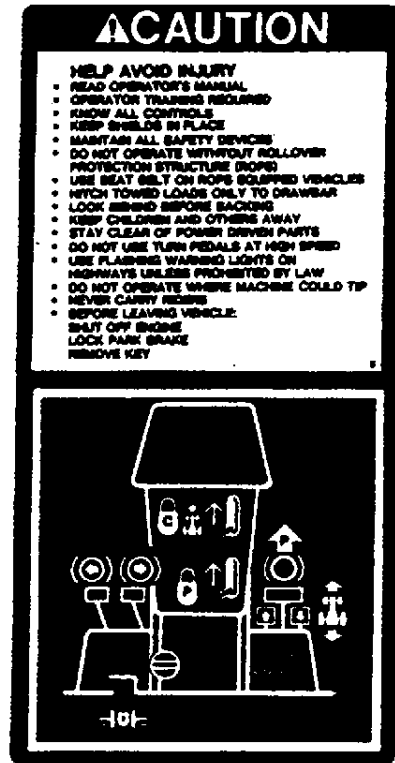 CAUTION
HELP AVOID INJURY
• READ OPERATOR'S MANUAL
• OPERATOR TRAINING REQUIRED
• KNOW ALL CONTROLS
• KEEP SHIELDS IN PLACE
• MAINTAIN ALL SAFETY DEVICES
• DO NOT OPERATE WITHTOUT ROLLOVER
PROTECTION STRUCTURE (ROPS)
• USE SEAT BELT ON ROPS EQUIPPED VEHICLES
• HITCH TOWED LOADS ONLY TO DRAWBAR
• LOOK BEHIND BEFORE BACKING
• KEEP CHILDREN AND OTHERS AWAY
• STAY CLEAR OF POWER DRIVEN PARTS
• DO NOT USE TURN PEDALS AT HIGH SPEED
• USE FLASHING WARNING LIGHTS ON
HIGHWAYS UNLESS PROHIBITED BY LAW
• DO NOT OPERATE WHERE MACHINE COULD TIP
• NEVER CARRY RIDERS
• BEFORE LEAVING VEHICLE:
SHUT OFF ENGINE
LOCK PARK BRAKE
REMOVE KEY
P
P